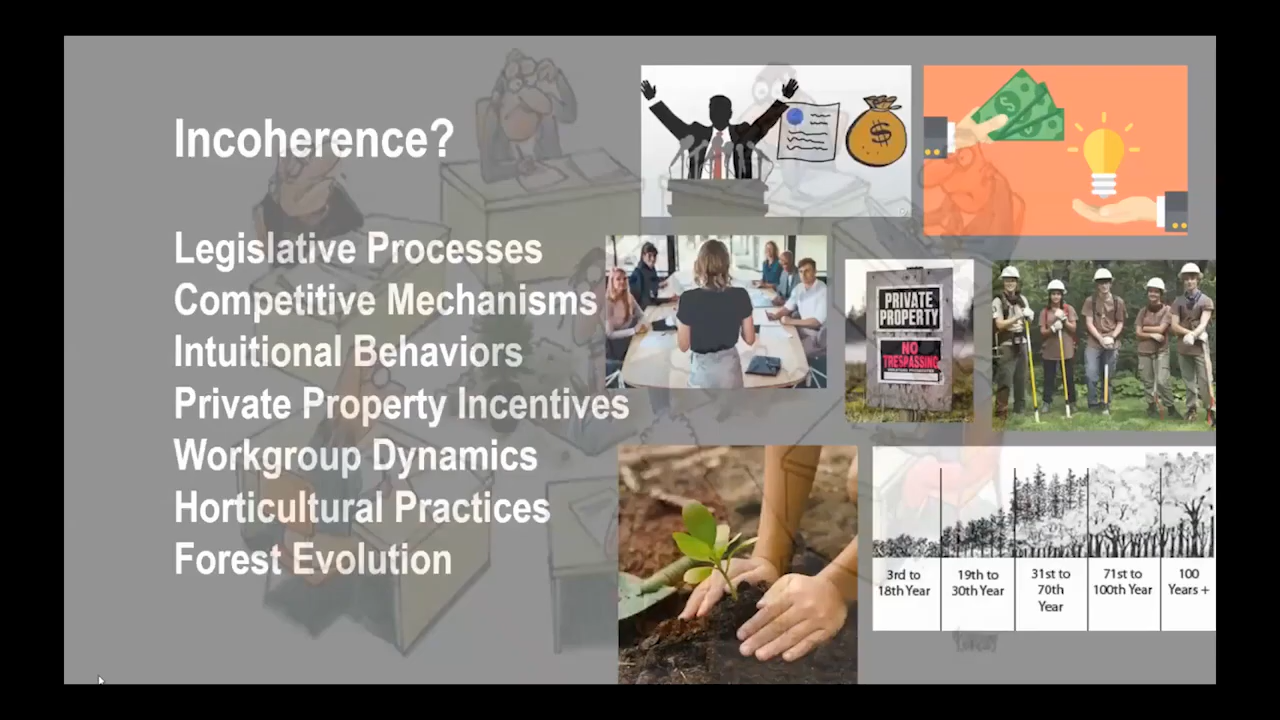 Incoherence?
Legislative Processes
Competitive Mechanisms
Intuitional Behaviors
Private Property Incentives
Workgroup Dynamics
Horticultural Practices
Forest Evolution
$
$
PRIVATE
PROPERTY
NO
TRESPASSING
3rd to
18th Year
19th to
30th Year
31st to
70th
Year
71st to
100th Year
100
Years +